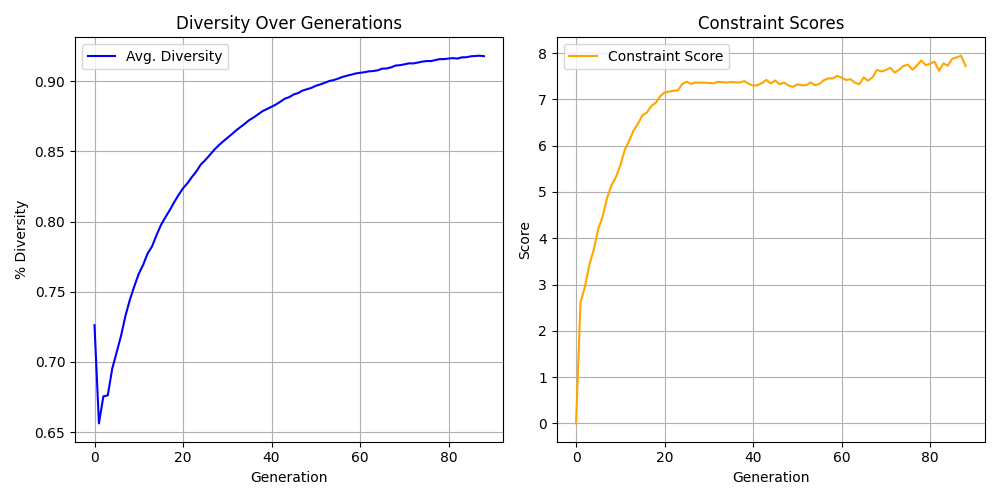 Diversity Over Generations
Avg. Diversity
% Diversity
0.90
0.85
0.80
0.75
0.70
0.65
0 20 40 60 80
Generation
Constraint Scores
Constraint Score
Score
8
7
6
5
4
3
2
1
0
0 20 40 60 80
Generation